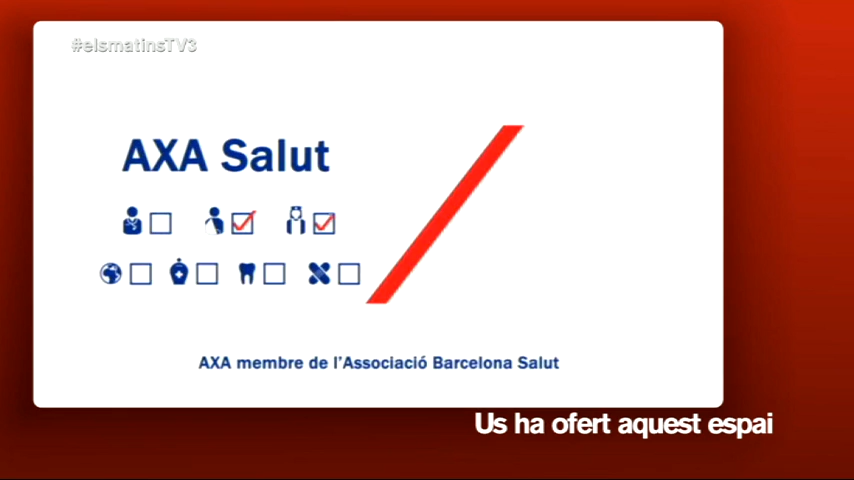 #elsmatinsTV3
AXA Salut
AXA membre de l'Associació Barcelona Salut
Us ha ofert aquest espai